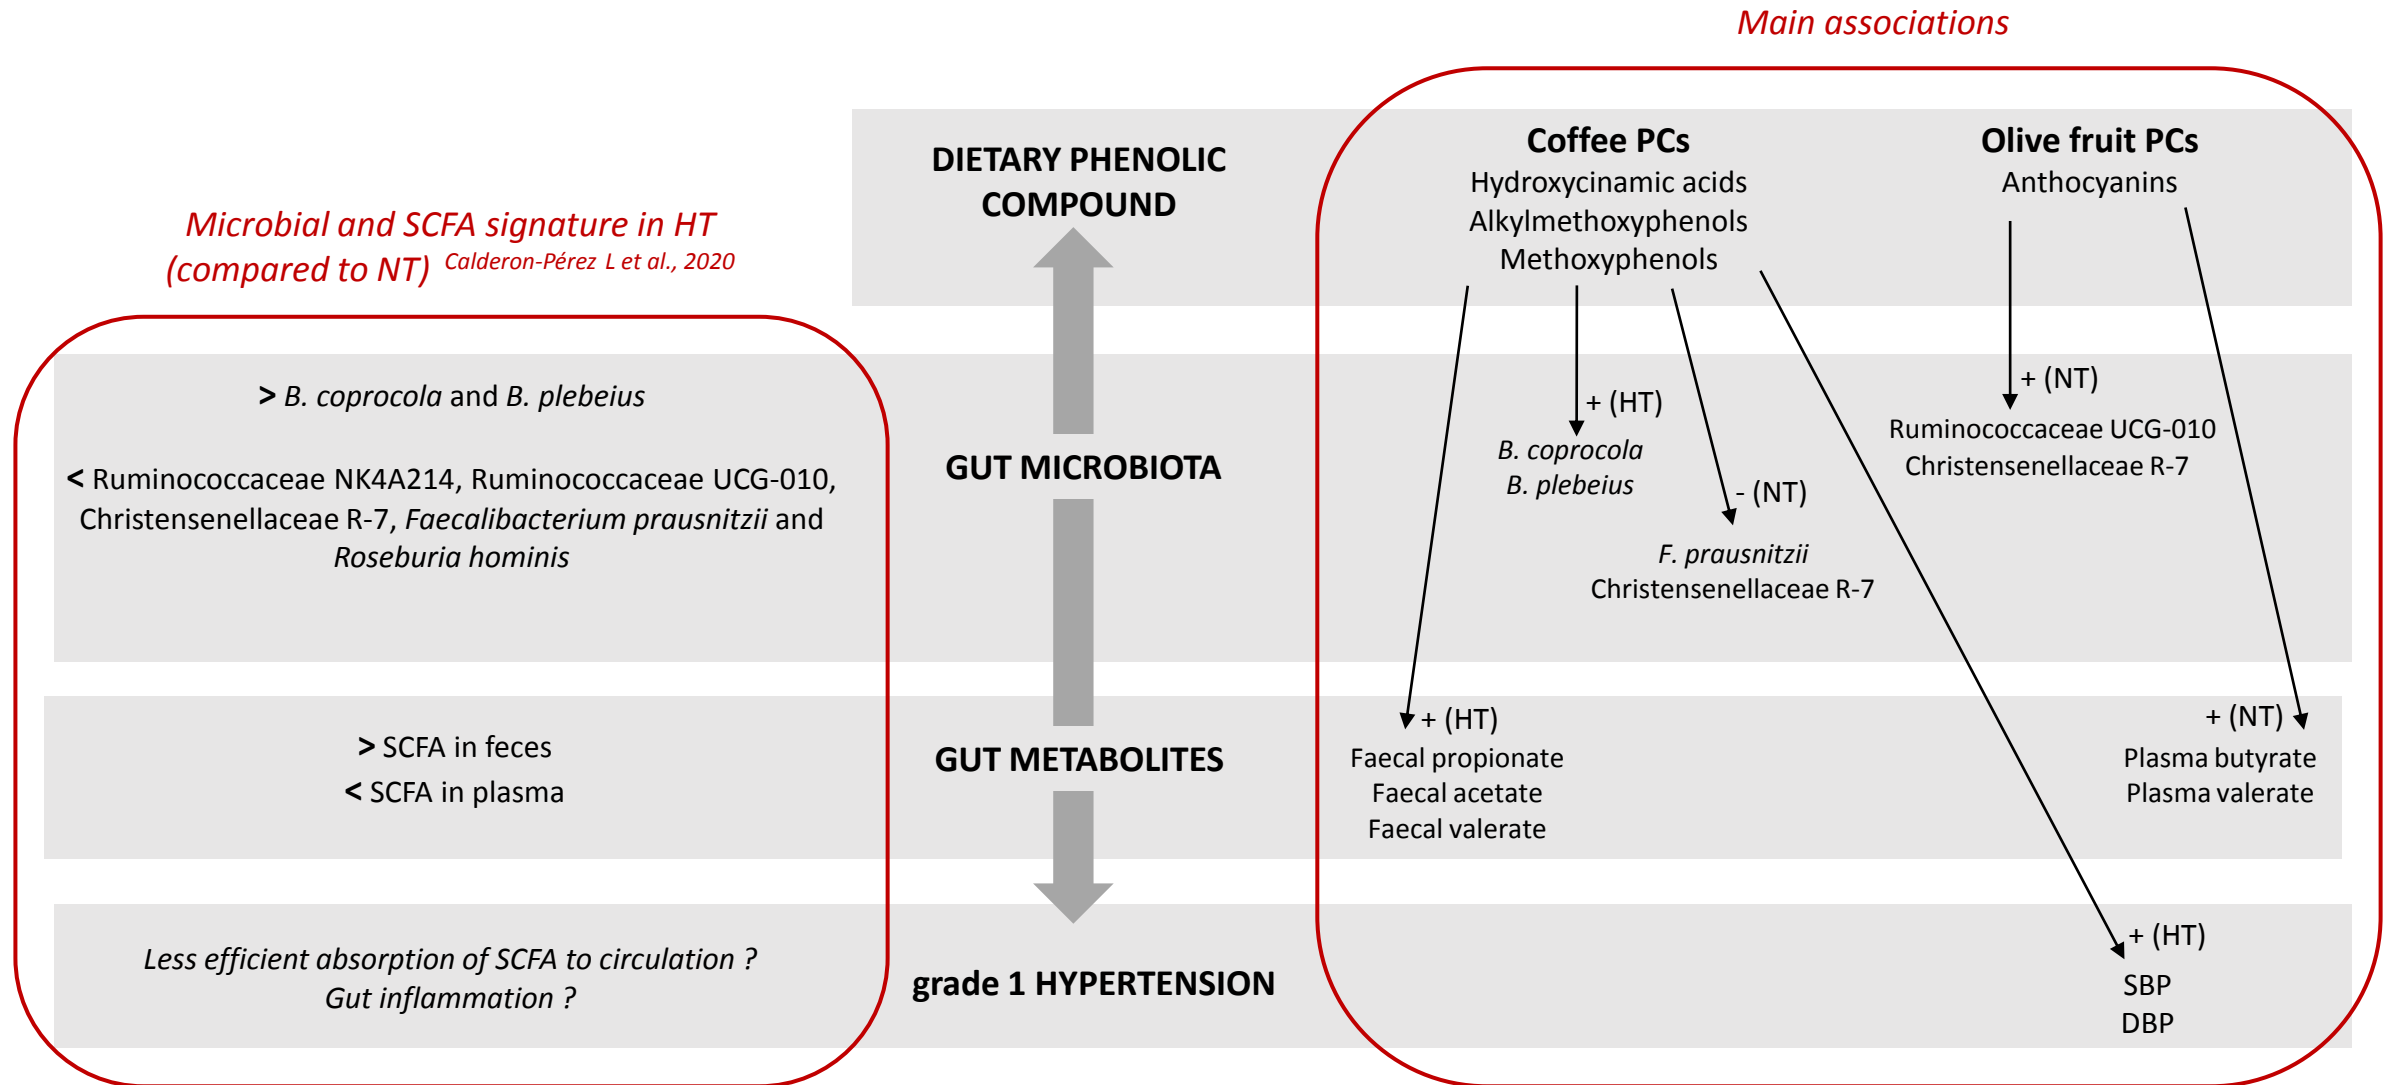 Main associations
DIETARY PHENOLIC
COMPOUND
Coffee PCs
Hydroxycinamic acids
Alkylmethoxyphenols
Methoxyphenols
Olive fruit PCs
Anthocyanins
Microbial and SCFA signature in HT
(compared to NT) Calderon-Pérez L et al., 2020
> B. coprocola and B. plebeius
< Ruminococcaceae NK4A214, Ruminococcaceae UCG-010,
Christensenellaceae R-7, Faecalibacterium prausnitzii and
Roseburia hominis
GUT MICROBIOTA
+ (HT)
B. coprocola
B. plebeius
- (NT)
F. prausnitzii
Christensenellaceae R-7
+ (NT)
Ruminococcaceae UCG-010
Christensenellaceae R-7
> SCFA in feces
< SCFA in plasma
GUT METABOLITES
+ (HT)
Faecal propionate
Faecal acetate
Faecal valerate
+ (NT)
Plasma butyrate
Plasma valerate
Less efficient absorption of SCFA to circulation ?
Gut inflammation ?
grade 1 HYPERTENSION
+ (HT)
SBP
DBP